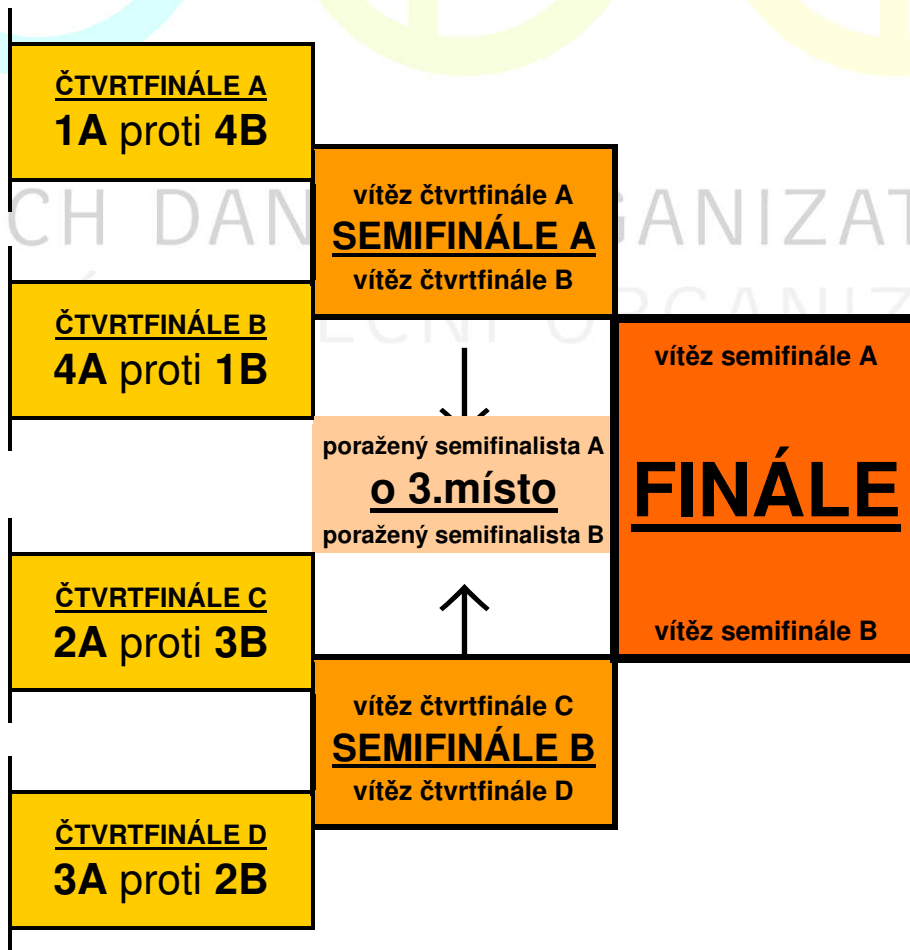 ČTVRTFINÁLE A
1A proti 4B
vítěz čtvrtfinále A
SEMIFINÁLE A
vítěz čtvrtfinále B
ČTVRTFINÁLE B
4A proti 1B
vítěz semifinále A
FINÁLE
vítěz semifinále B
poražený semifinalista A
o 3.místo
poražený semifinalista B
ČTVRTFINÁLE C
2A proti 3B
vítěz čtvrtfinále C
SEMIFINÁLE B
vítěz čtvrtfinále D
ČTVRTFINÁLE D
3A proti 2B